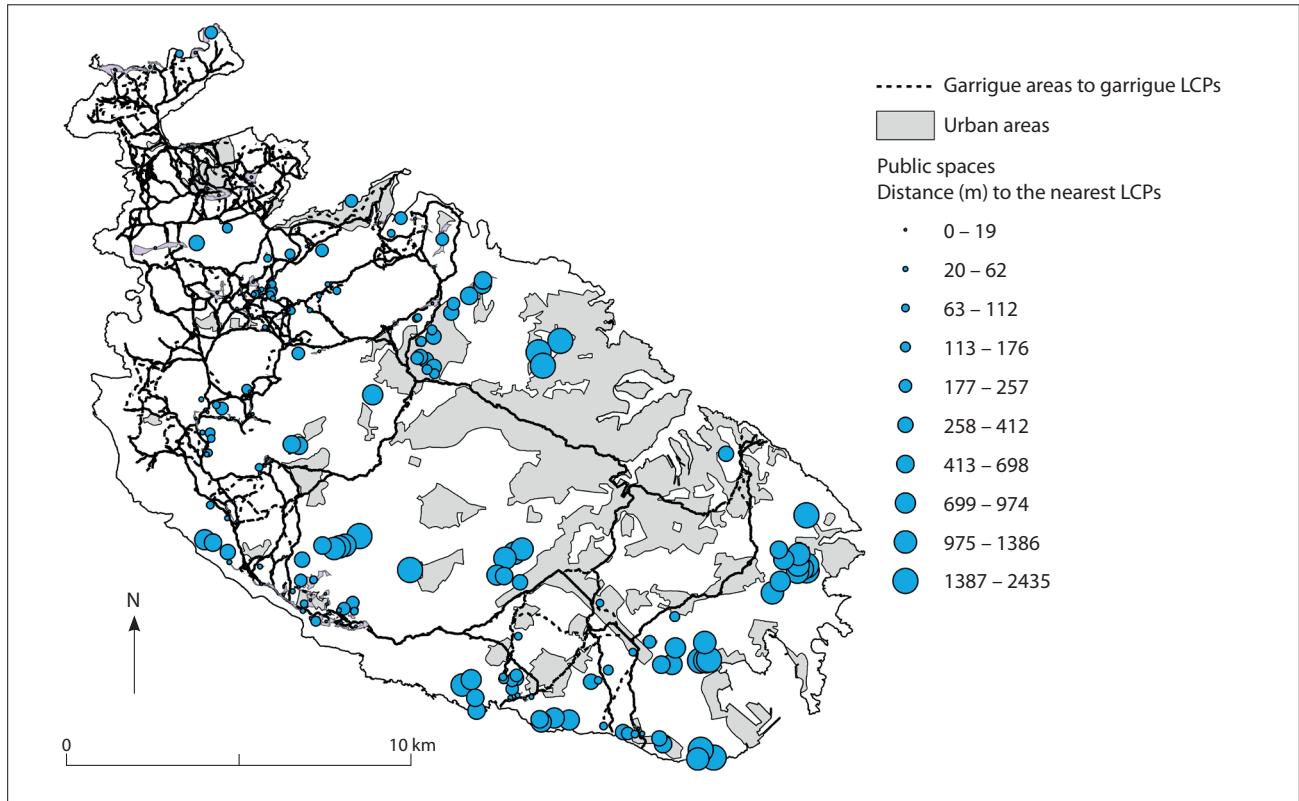 Garrigue areas to garrigue LCPs
Urban areas
Public spaces
Distance (m) to the nearest LCPs
0 – 19
20 – 62
63 – 112
113 – 176
177 – 257
258 – 412
413 – 698
699 – 974
975 – 1386
1387 – 2435
N
0 10 km